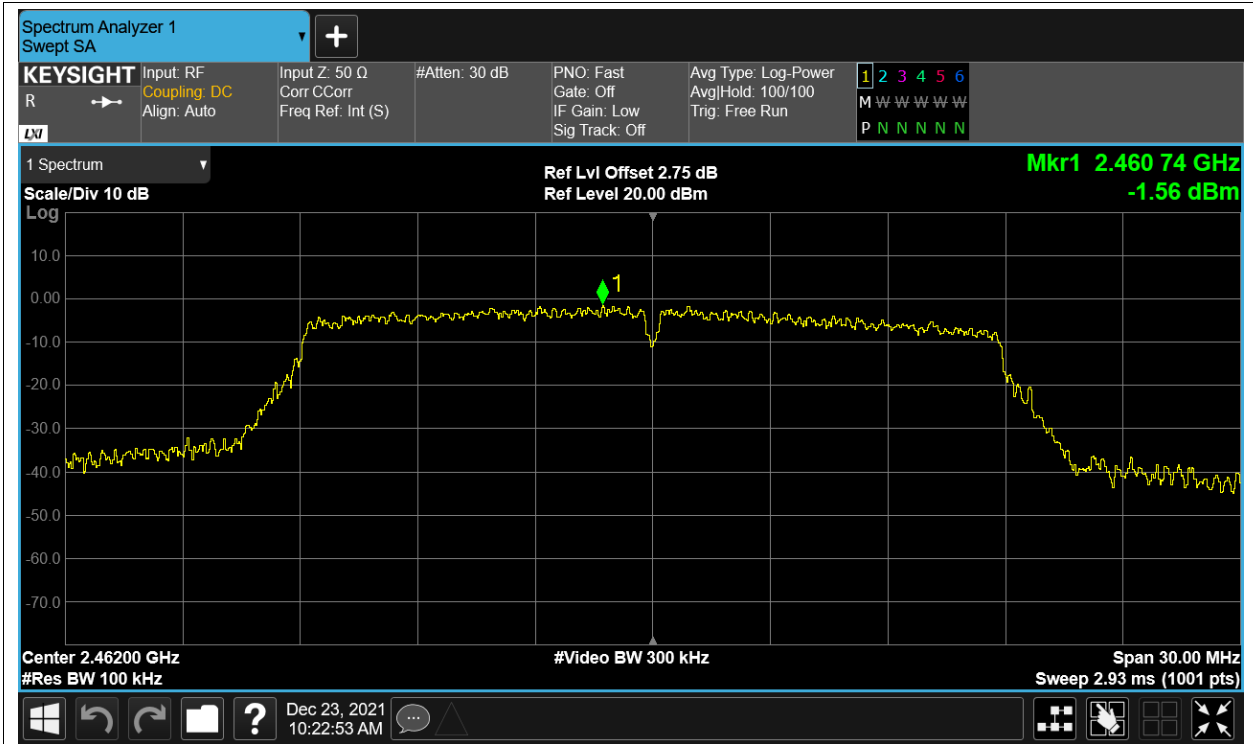 Spectrum Analyzer 1
Swept SA
+
KEYSIGHT
R
LXI
Input: RF
Coupling: DC
Align: Auto
Input Z: 50 Ω
Corr CCorr
Freq Ref: Int (S)
#Atten: 30 dB
PNO: Fast
Gate: Off
IF Gain: Low
Sig Track: Off
Avg Type: Log-Power
Avg|Hold: 100/100
Trig: Free Run
1 2 3 4 5 6
M W W W W W
P N N N N N
1 Spectrum
Scale/Div 10 dB
Log
Ref Lvl Offset 2.75 dB
Ref Level 20.00 dBm
Mkr1 2.460 74 GHz
-1.56 dBm
1
10.0
0.00
-10.0
-20.0
-30.0
-40.0
-50.0
-60.0
-70.0
Center 2.46200 GHz
#Res BW 100 kHz
#Video BW 300 kHz
Span 30.00 MHz
Sweep 2.93 ms (1001 pts)
?
Dec 23, 2021
10:22:53 AM